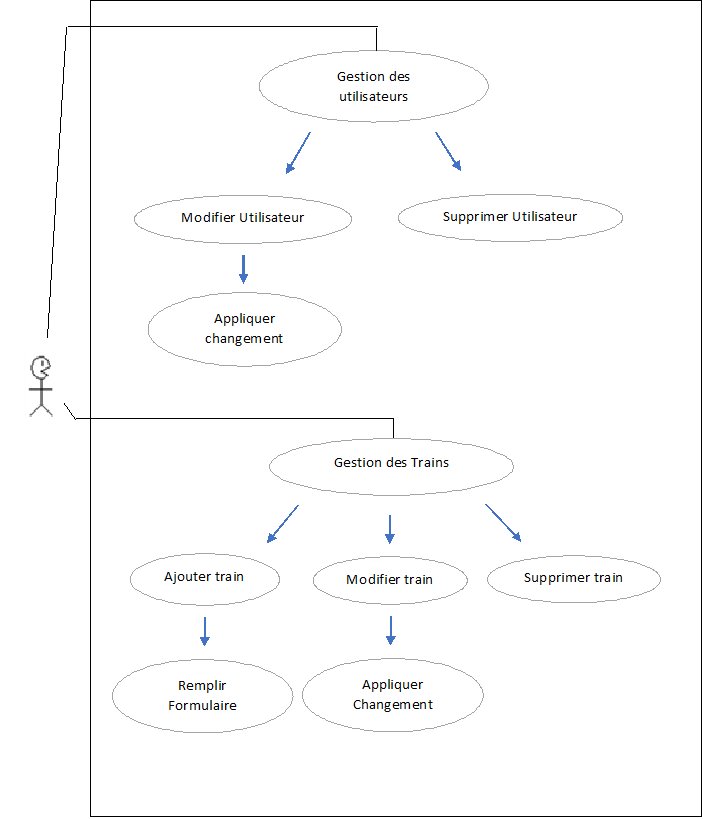 Gestion des
utilisateurs
Modifier Utilisateur
Supprimer Utilisateur
Appliquer
changement
Gestion des Trains
Ajouter train
Modifier train
Supprimer train
Remplir
Formulaire
Appliquer
Changement